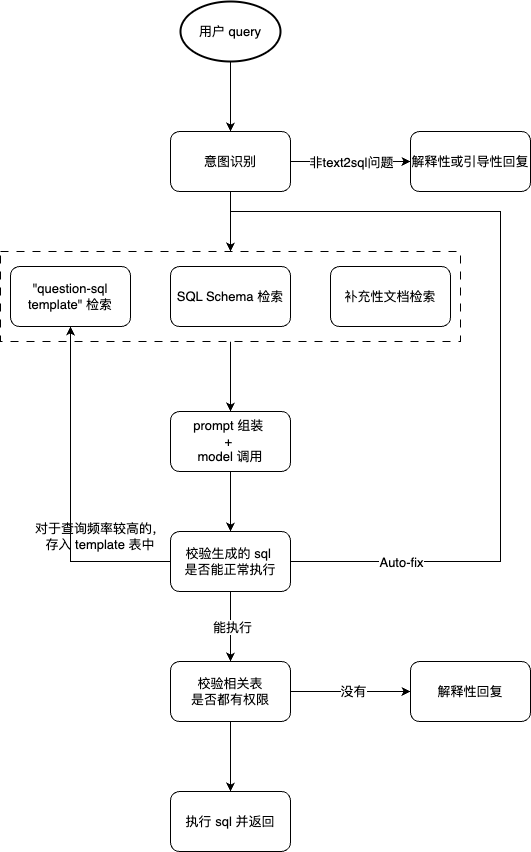 用户 query
意图识别
非text2sql问题
解释性或引导性回复
"question-sql
template" 检索
SQL Schema 检索
补充性文档检索
prompt 组装
+
model 调用
对于查询频率较高的，
存入 template 表中
校验生成的 sql
是否能正常执行
Auto-fix
能执行
校验相关表
是否都有权限
没有
解释性回复
执行 sql 并返回